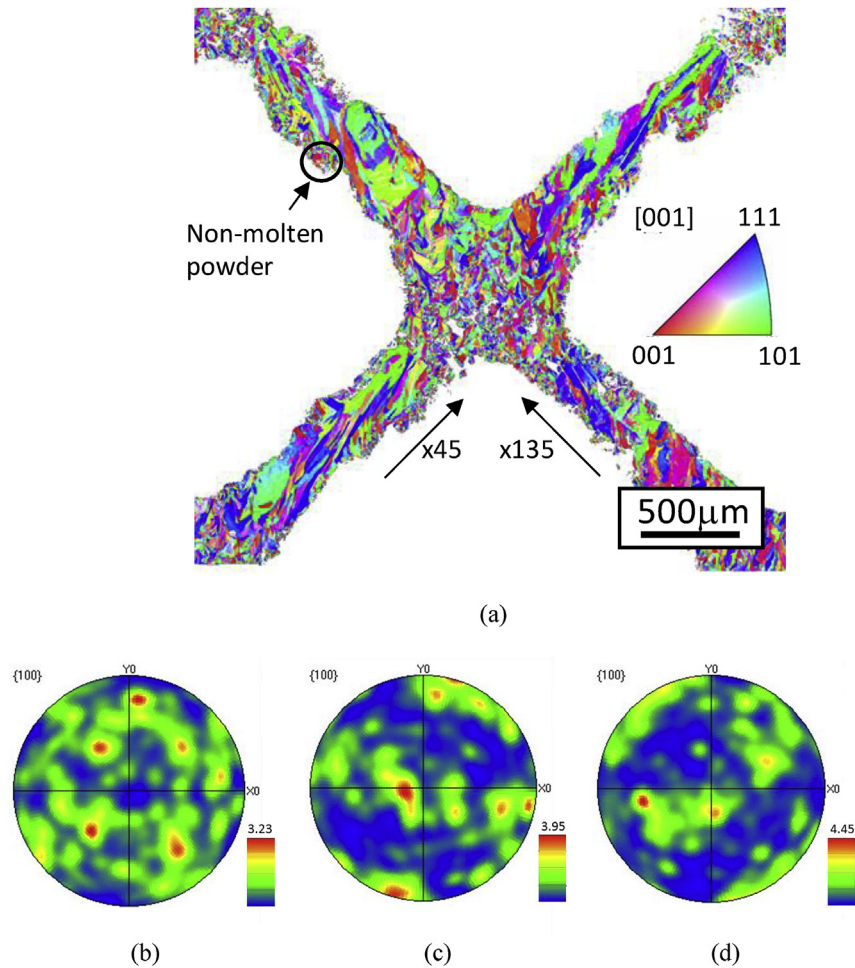 Non-molten
powder
[001]
111
001
101
x45
x135
500μm
(a)
{100}
Y0
X0
3.23
(b)
{100}
Y0
X0
3.95
(c)
{100}
Y0
X0
4.45
(d)